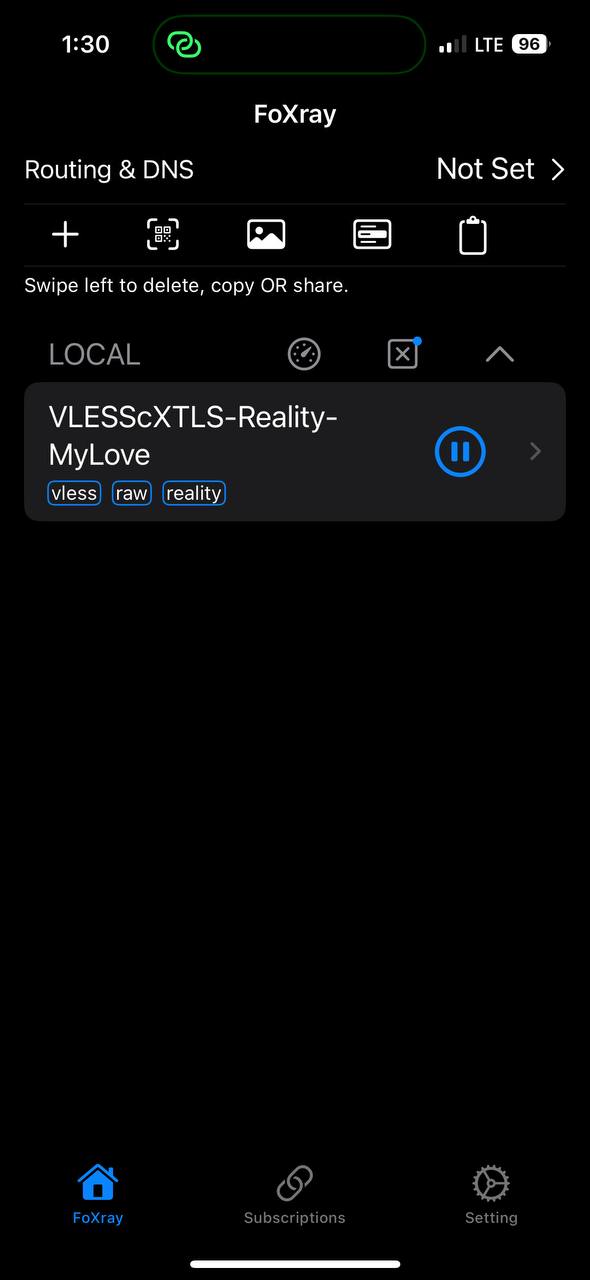 1:30
LTE 96
FoXray
Routing & DNS
Not Set
Swipe left to delete, copy OR share.
LOCAL
VLESScXTLS-Reality-
MyLove
vless raw reality
FoXray
Subscriptions
Setting